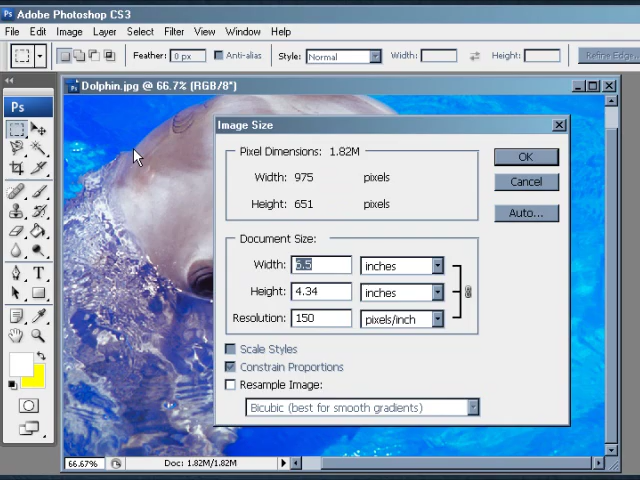 Ps Adobe Photoshop CS3
File Edit Image Layer Select Filter View Window Help
Feather: 0 px Anti-alias Style: Normal Width: Height: Refine Edge...
Dolphin.jpg @ 66.7% (RGB/8*)
Ps
Image Size
Pixel Dimensions: 1.82M
Width: 975 pixels
Height: 651 pixels
OK
Cancel
Auto...
Document Size:
Width: 6.5 inches
Height: 4.34 inches
Resolution: 150 pixels/inch
Scale Styles
Constrain Proportions
Resample Image:
Bicubic (best for smooth gradients)
T
66.67% Doc: 1.82M/1.82M